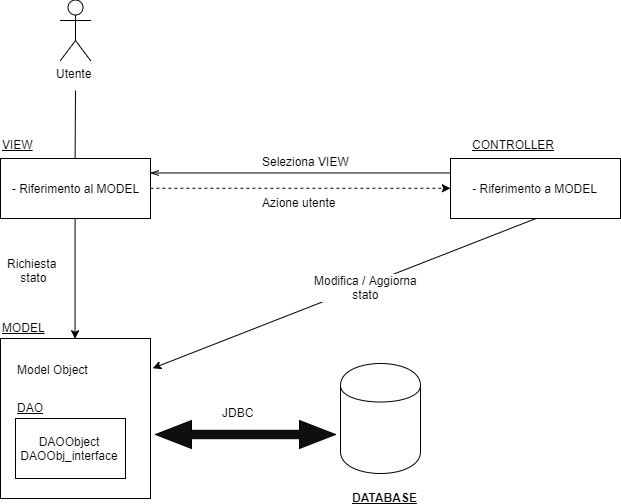 Utente
VIEW
CONTROLLER
Seleziona VIEW
- Riferimento al MODEL
- Riferimento a MODEL
Azione utente
Richiesta
stato
Modifica / Aggiorna
stato
MODEL
Model Object
DAO
JDBC
DAOObject
DAOObj_interface
DATABASE